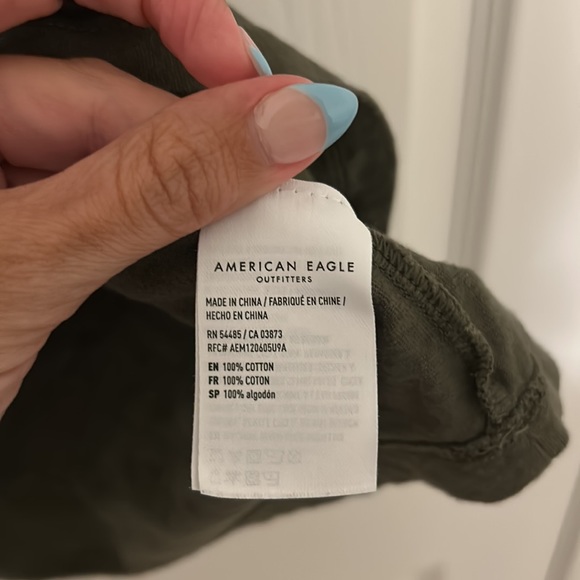 AMERICAN EAGLE
OUTFITTERS
MADE IN CHINA / FABRIQUÉ EN CHINE /
HECHO EN CHINA
RN 54485 / CA 03873
RFC# AEM120605U9A
EN 100% COTTON
FR 100% COTON
SP 100% algodón